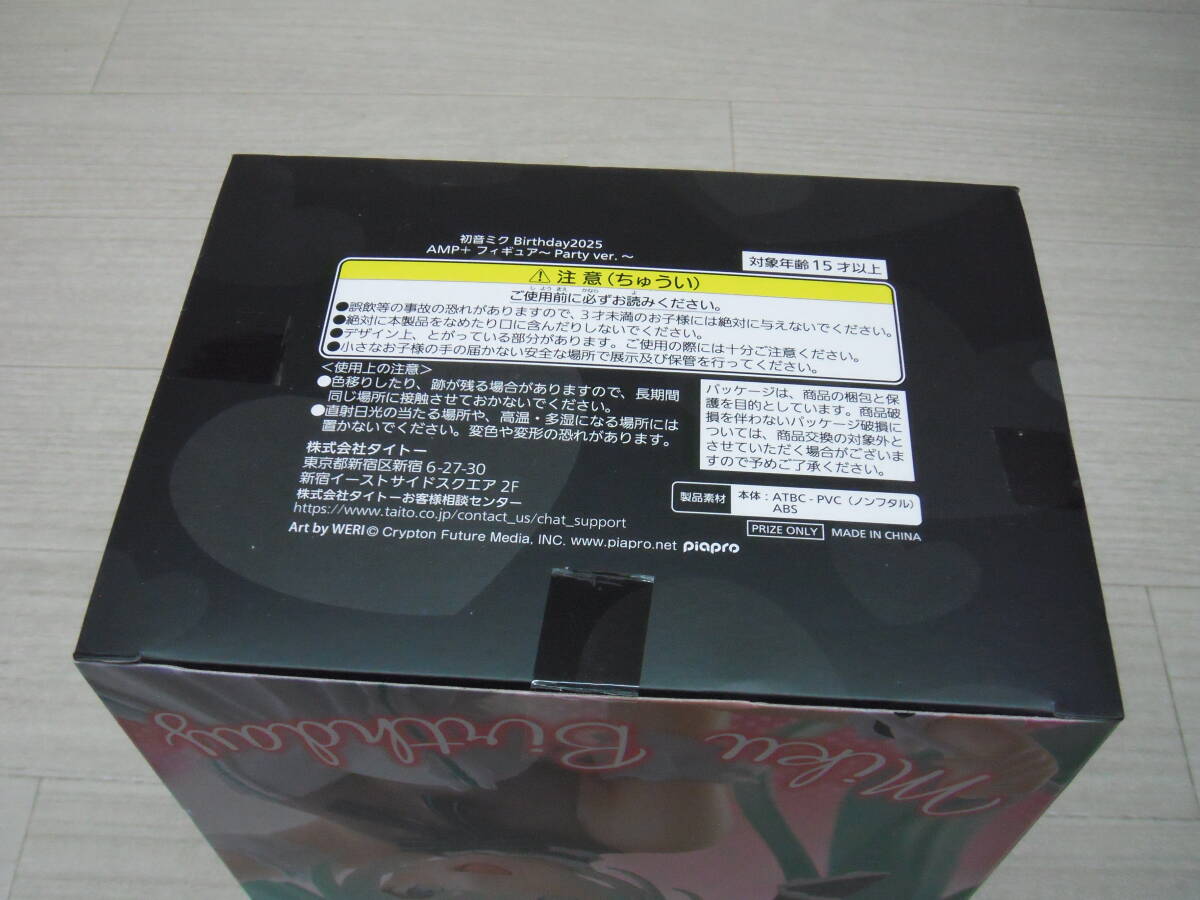 初音ミク Birthday2025
AMP+ フィギュア～Party ver.～
対象年齢15才以上
⚠ 注意(ちゅうい)
ご使用前に必ずお読みください。
しようまえ かなら よ
●誤飲等の事故の恐れがありますので、3才未満のお子様には絶対に与えないでください。
●絶対に本製品をなめたり口に含んだりしないでください。
●デザイン上、とがっている部分があります。ご使用の際には十分ご注意ください。
●小さなお子様の手の届かない安全な場所で展示及び保管を行ってください。
＜使用上の注意＞
●色移りしたり、跡が残る場合がありますので、長期間
同じ場所に接触させておかないでください。
●直射日光の当たる場所や、高温・多湿になる場所には
置かないでください。変色や変形の恐れがあります。
パッケージは、商品の梱包と保
護を目的としています。商品破
損を伴わないパッケージ破損に
ついては、商品交換の対象外と
させていただく場合がございま
すので予めご了承ください。
株式会社タイトー
東京都新宿区新宿 6-27-30
新宿イーストサイドスクエア 2F
株式会社タイトーお客様相談センター
https://www.taito.co.jp/contact_us/chat_support
製品素材 本体：ATBC-PVC（ノンフタル）
ABS
PRIZE ONLY MADE IN CHINA
Art by WERI © Crypton Future Media, INC. www.piapro.net piapro
Miku Birthday